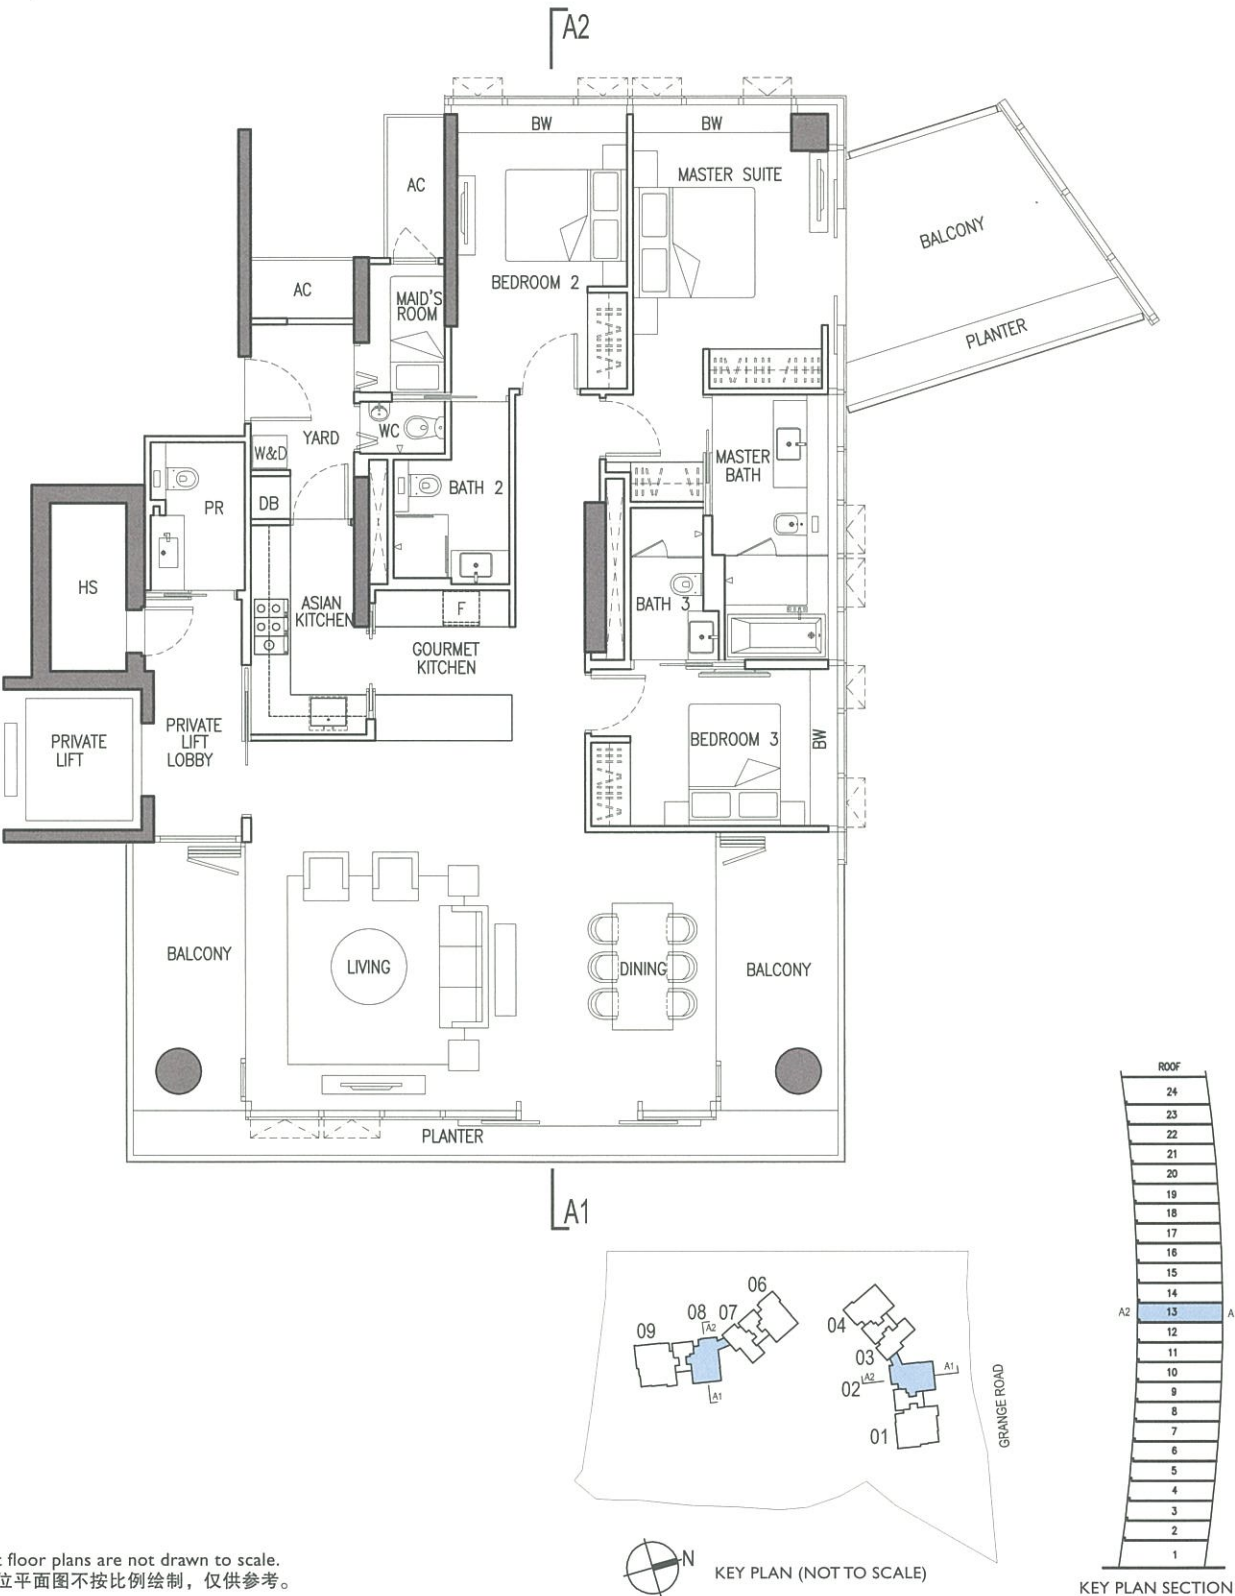 A2
BW
BW
MASTER SUITE
AC
BALCONY
BEDROOM 2
AC
MAID'S
ROOM
PLANTER
WC
YARD
W&D
MASTER
BATH
BATH 2
DB
PR
HS
ASIAN
KITCHEN
F
BATH 3
GOURMET
KITCHEN
PRIVATE
LIFT
LOBBY
PRIVATE
LIFT
BEDROOM 3
BW
BALCONY
LIVING
DINING
BALCONY
PLANTER
A1
ROOF
24
23
22
21
20
19
18
17
16
15
14
A2
13
A
12
11
10
9
8
7
6
5
4
3
2
1
KEY PLAN SECTION
06
08
07
A2
09
A1
04
03
A2
A1
02
01
GRANGE ROAD
N
KEY PLAN (NOT TO SCALE)
floor plans are not drawn to scale.
位平面图不按比例绘制，仅供参考。